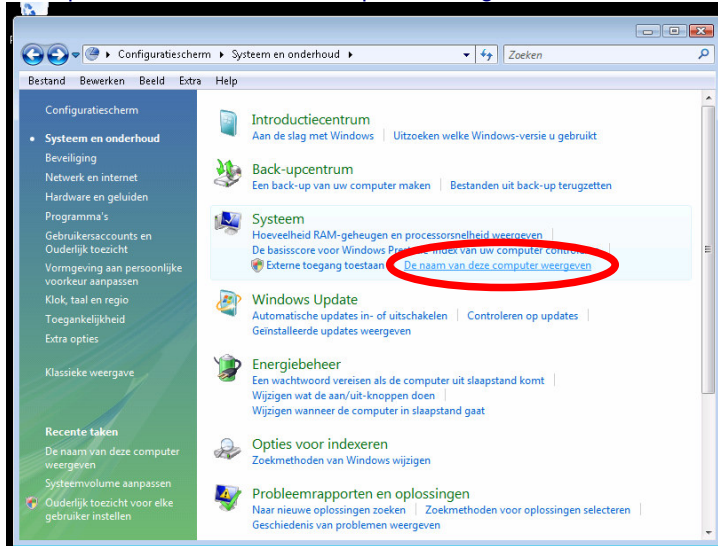 Configuratiescherm ▸ Systeem en onderhoud ▸
Zoeken
Bestand Bewerken Beeld Extra Help
Configuratiescherm
• Systeem en onderhoud
Beveiliging
Netwerk en internet
Hardware en geluiden
Programma's
Gebruikersaccounts en
Ouderlijk toezicht
Vormgeving aan persoonlijke
voorkeur aanpassen
Klok, taal en regio
Toegankelijkheid
Extra opties
Klassieke weergave
Recente taken
De naam van deze computer
weergeven
Systeemvolume aanpassen
Ouderlijk toezicht voor elke
gebruiker instellen
Introductiecentrum
Aan de slag met Windows | Uitzoeken welke Windows-versie u gebruikt
Back-upcentrum
Een back-up van uw computer maken | Bestanden uit back-up terugzetten
Systeem
Hoeveelheid RAM-geheugen en processorsnelheid weergeven |
De basisscore voor Windows van uw computer
Externe toegang toestaan De naam van deze computer weergeven
Windows Update
Automatische updates in- of uitschakelen | Controleren op updates |
Geïnstalleerde updates weergeven
Energiebeheer
Een wachtwoord vereisen als de computer uit slaapstand komt |
Wijzigen wat de aan/uit-knoppen doen |
Wijzigen wanneer de computer in slaapstand gaat
Opties voor indexeren
Zoekmethoden van Windows wijzigen
Probleemrapporten en oplossingen
Naar nieuwe oplossingen zoeken | Zoekmethoden voor oplossingen selecteren |
Geschiedenis van problemen weergeven